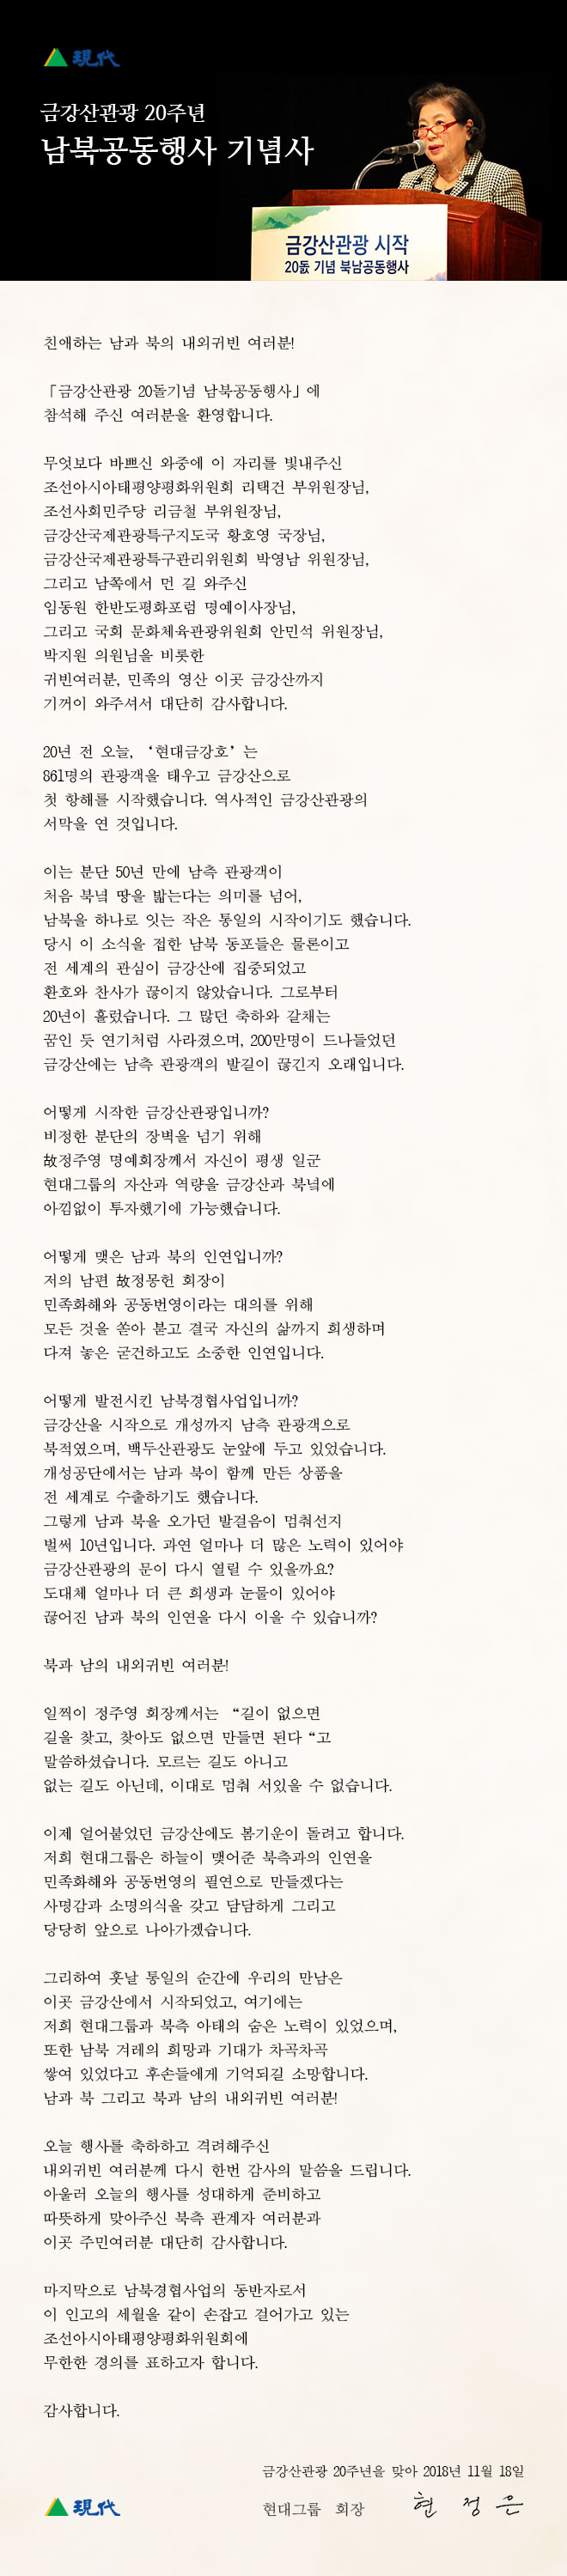 現代
금강산관광 20주년
남북공동행사 기념사
금강산관광 시작
20돐 기념 북남공동행사
친애하는 남과 북의 내외귀빈 여러분!
「금강산관광 20돌기념 남북공동행사」에
참석해 주신 여러분을 환영합니다.
무엇보다 바쁘신 와중에 이 자리를 빛내주신
조선아시아태평양평화위원회 리택건 부위원장님,
조선사회민주당 리금철 부위원장님,
금강산국제관광특구지도국 황호영 국장님,
금강산국제관광특구관리위원회 박영남 위원장님,
그리고 남쪽에서 먼 길 와주신
임동원 한반도평화포럼 명예이사장님,
그리고 국회 문화체육관광위원회 안민석 위원장님,
박지원 의원님을 비롯한
귀빈여러분, 민족의 영산 이곳 금강산까지
기꺼이 와주셔서 대단히 감사합니다.
20년 전 오늘, ‘현대금강호’는
861명의 관광객을 태우고 금강산으로
첫 항해를 시작했습니다. 역사적인 금강산관광의
서막을 연 것입니다.
이는 분단 50년 만에 남측 관광객이
처음 북녘 땅을 밟는다는 의미를 넘어,
남북을 하나로 잇는 작은 통일의 시작이기도 했습니다.
당시 이 소식을 접한 남북 동포들은 물론이고
전 세계의 관심이 금강산에 집중되었고
환호와 찬사가 끊이지 않았습니다. 그로부터
20년이 흘렀습니다. 그 많던 축하와 갈채는
꿈인 듯 연기처럼 사라졌으며, 200만명이 드나들었던
금강산에는 남측 관광객의 발길이 끊긴지 오래입니다.
어떻게 시작한 금강산관광입니까?
비정한 분단의 장벽을 넘기 위해
故정주영 명예회장께서 자신이 평생 일군
현대그룹의 자산과 역량을 금강산과 북녘에
아낌없이 투자했기에 가능했습니다.
어떻게 맺은 남과 북의 인연입니까?
저의 남편 故정몽헌 회장이
민족화해와 공동번영이라는 대의를 위해
모든 것을 쏟아 붇고 결국 자신의 삶까지 희생하며
다져 놓은 굳건하고도 소중한 인연입니다.
어떻게 발전시킨 남북경협사업입니까?
금강산을 시작으로 개성까지 남측 관광객으로
북적였으며, 백두산관광도 눈앞에 두고 있었습니다.
개성공단에서는 남과 북이 함께 만든 상품을
전 세계로 수출하기도 했습니다.
그렇게 남과 북을 오가던 발걸음이 멈춰선지
벌써 10년입니다. 과연 얼마나 더 많은 노력이 있어야
금강산관광의 문이 다시 열릴 수 있을까요?
도대체 얼마나 더 큰 희생과 눈물이 있어야
끊어진 남과 북의 인연을 다시 이을 수 있습니까?
북과 남의 내외귀빈 여러분!
일찍이 정주영 회장께서는 “길이 없으면
길을 찾고, 찾아도 없으면 만들면 된다“고
말씀하셨습니다. 모르는 길도 아니고
없는 길도 아닌데, 이대로 멈춰 서있을 수 없습니다.
이제 얼어붙었던 금강산에도 봄기운이 돌려고 합니다.
저희 현대그룹은 하늘이 맺어준 북측과의 인연을
민족화해와 공동번영의 필연으로 만들겠다는
사명감과 소명의식을 갖고 담담하게 그리고
당당히 앞으로 나아가겠습니다.
그리하여 훗날 통일의 순간에 우리의 만남은
이곳 금강산에서 시작되었고, 여기에는
저희 현대그룹과 북측 아태의 숨은 노력이 있었으며,
또한 남북 겨레의 희망과 기대가 차곡차곡
쌓여 있었다고 후손들에게 기억되길 소망합니다.
남과 북 그리고 북과 남의 내외귀빈 여러분!
오늘 행사를 축하하고 격려해주신
내외귀빈 여러분께 다시 한번 감사의 말씀을 드립니다.
아울러 오늘의 행사를 성대하게 준비하고
따뜻하게 맞아주신 북측 관계자 여러분과
이곳 주민여러분 대단히 감사합니다.
마지막으로 남북경협사업의 동반자로서
이 인고의 세월을 같이 손잡고 걸어가고 있는
조선아시아태평양평화위원회에
무한한 경의를 표하고자 합니다.
감사합니다.
금강산관광 20주년을 맞아 2018년 11월 18일
現代 현대그룹 회장 현 정 은